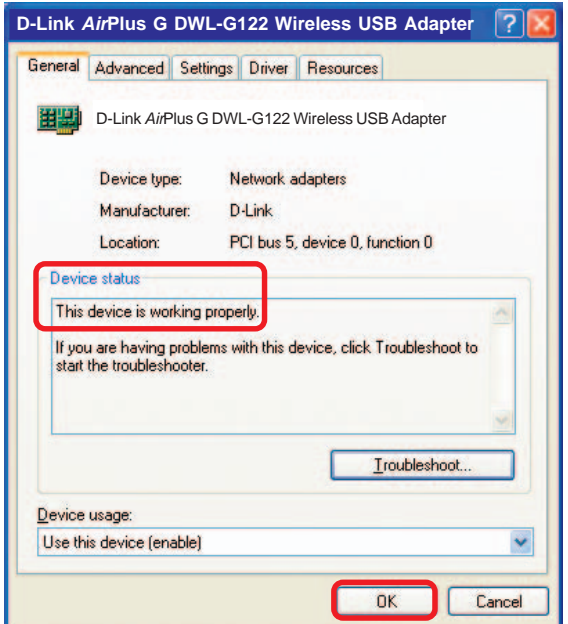 D-Link AirPlus G DWL-G122 Wireless USB Adapter ?
General Advanced Settings Driver Resources
D-Link AirPlus G DWL-G122 Wireless USB Adapter
Device type: Network adapters
Manufacturer: D-Link
Location: PCI bus 5, device 0, function 0
Device status
This device is working properly.
If you are having problems with this device, click Troubleshoot to
start the troubleshooter.
Troubleshoot...
Device usage:
Use this device (enable)
OK Cancel